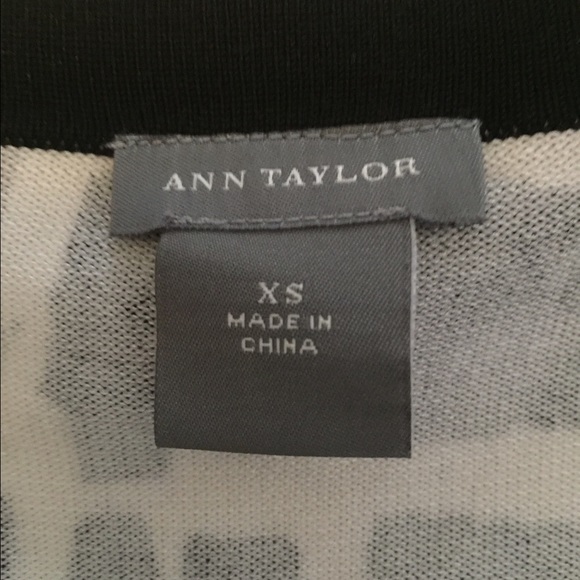 ANN TAYLOR
XS
MADE IN
CHINA